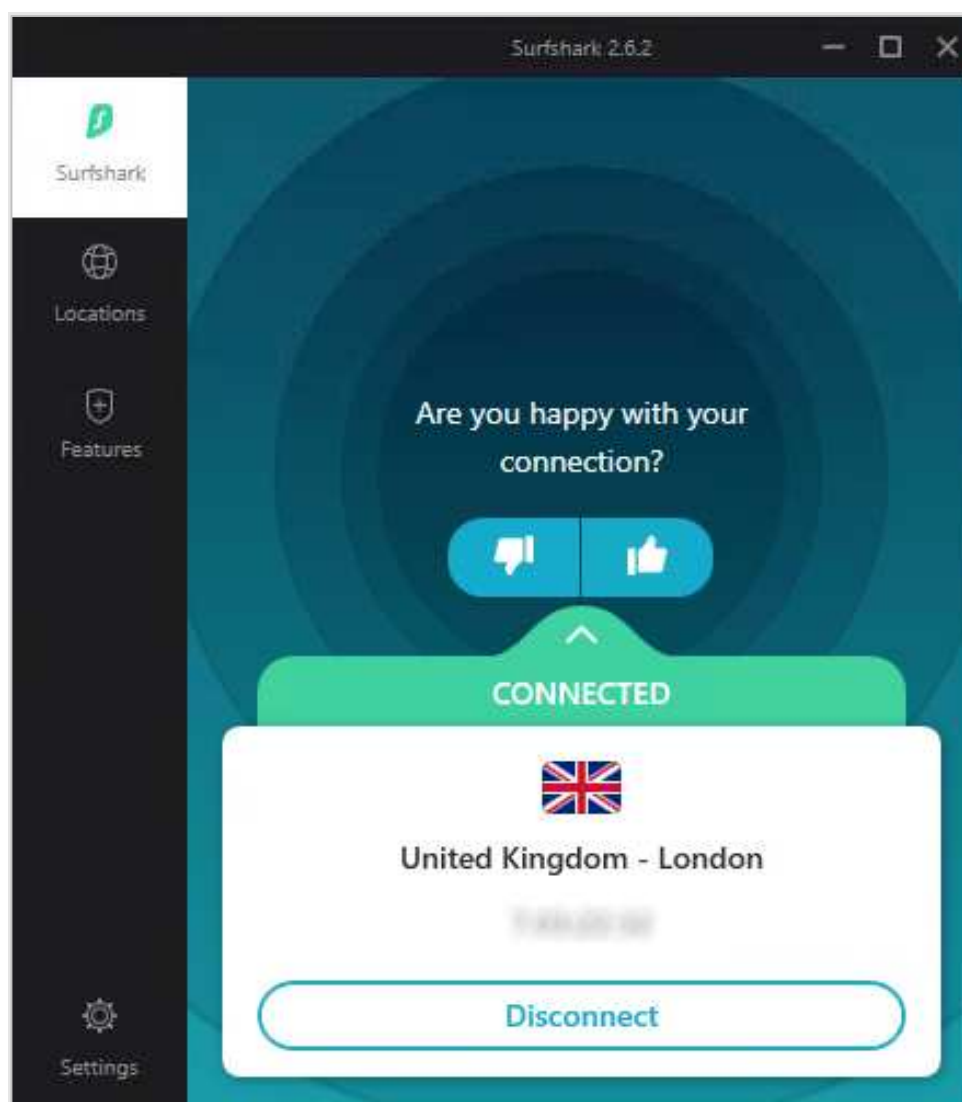 Surfshark 2.6.2
Surfshark
Locations
Features
Are you happy with your
connection?
CONNECTED
United Kingdom - London
Disconnect
Settings